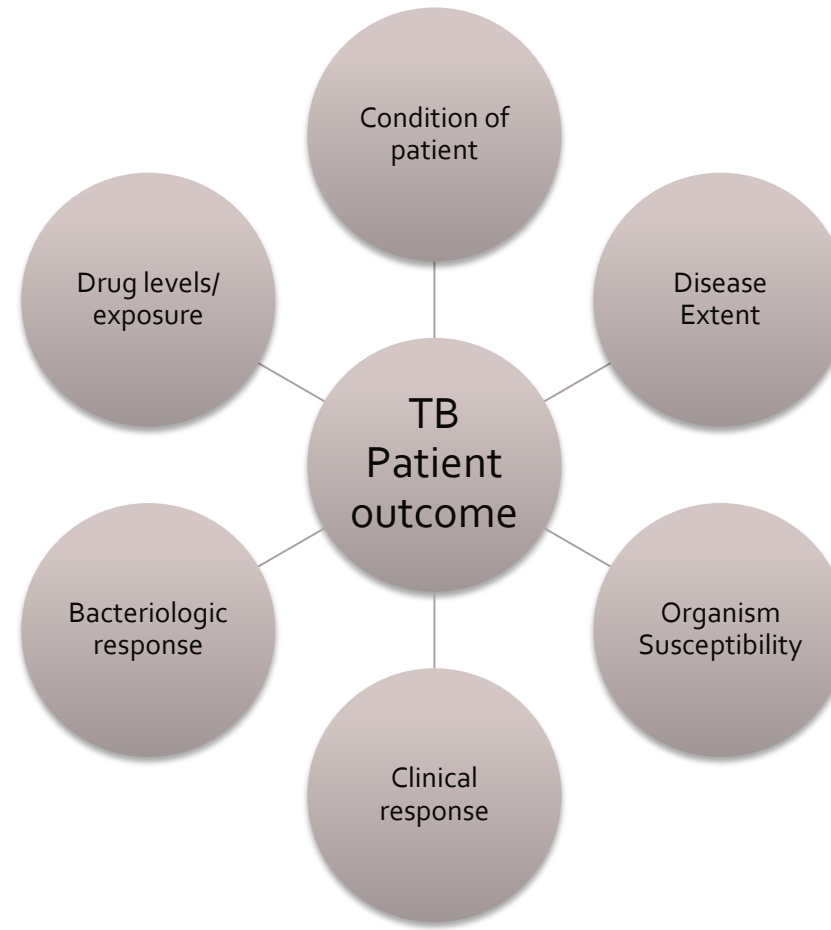 Condition of
patient
Drug levels/
exposure
Disease
Extent
TB
Patient
outcome
Bacteriologic
response
Organism
Susceptibility
Clinical
response